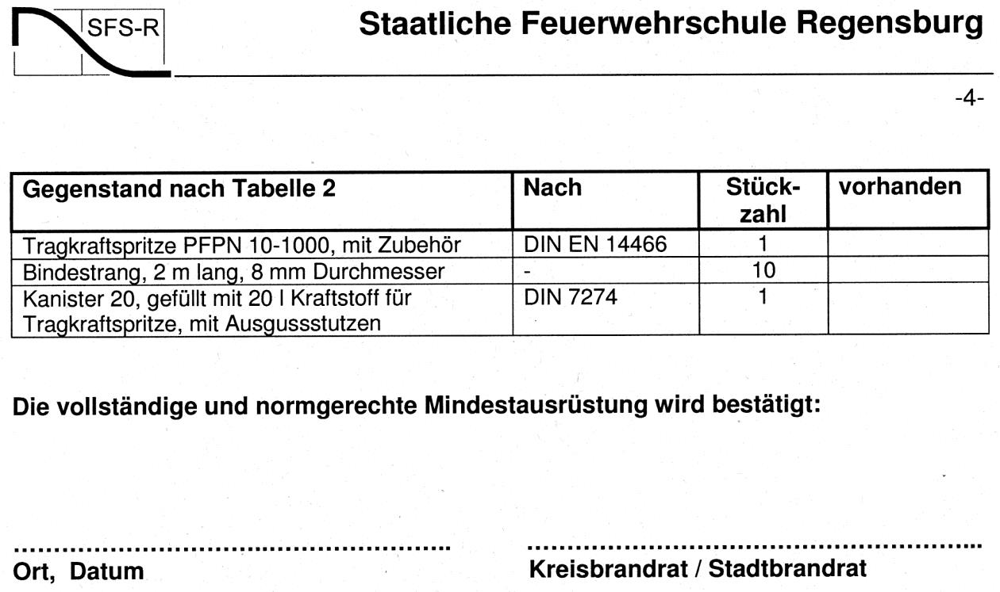 SFS-R
Staatliche Feuerwehrschule Regensburg
-4-
Gegenstand nach Tabelle 2 Nach Stück- vorhanden
zahl
Tragkraftspritze PFPN 10-1000, mit Zubehör DIN EN 14466 1
Bindestrang, 2 m lang, 8 mm Durchmesser - 10
Kanister 20, gefüllt mit 20 l Kraftstoff für DIN 7274 1
Tragkraftspritze, mit Ausgussstutzen
Die vollständige und normgerechte Mindestausrüstung wird bestätigt:
Ort, Datum Kreisbrandrat / Stadtbrandrat